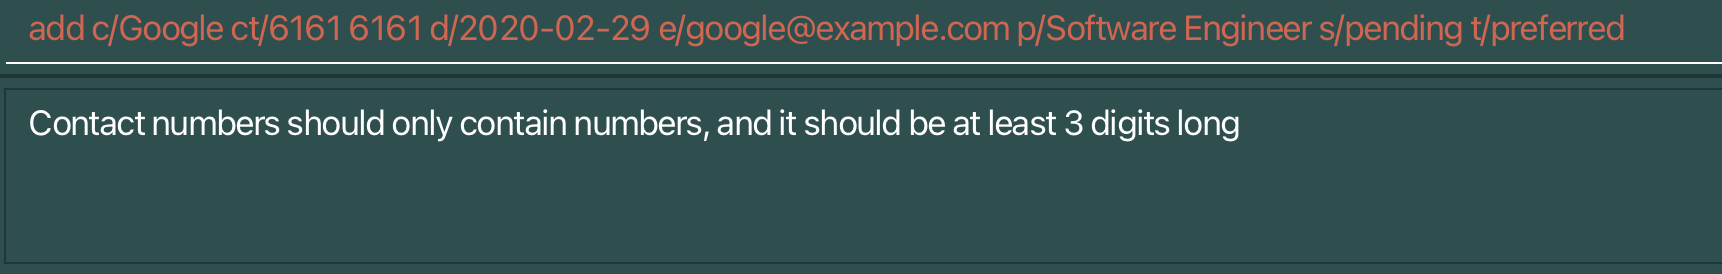 add c/Google ct/6161 6161 d/2020-02-29 e/google@example.com p/Software Engineer s/pending t/preferred
Contact numbers should only contain numbers, and it should be at least 3 digits long